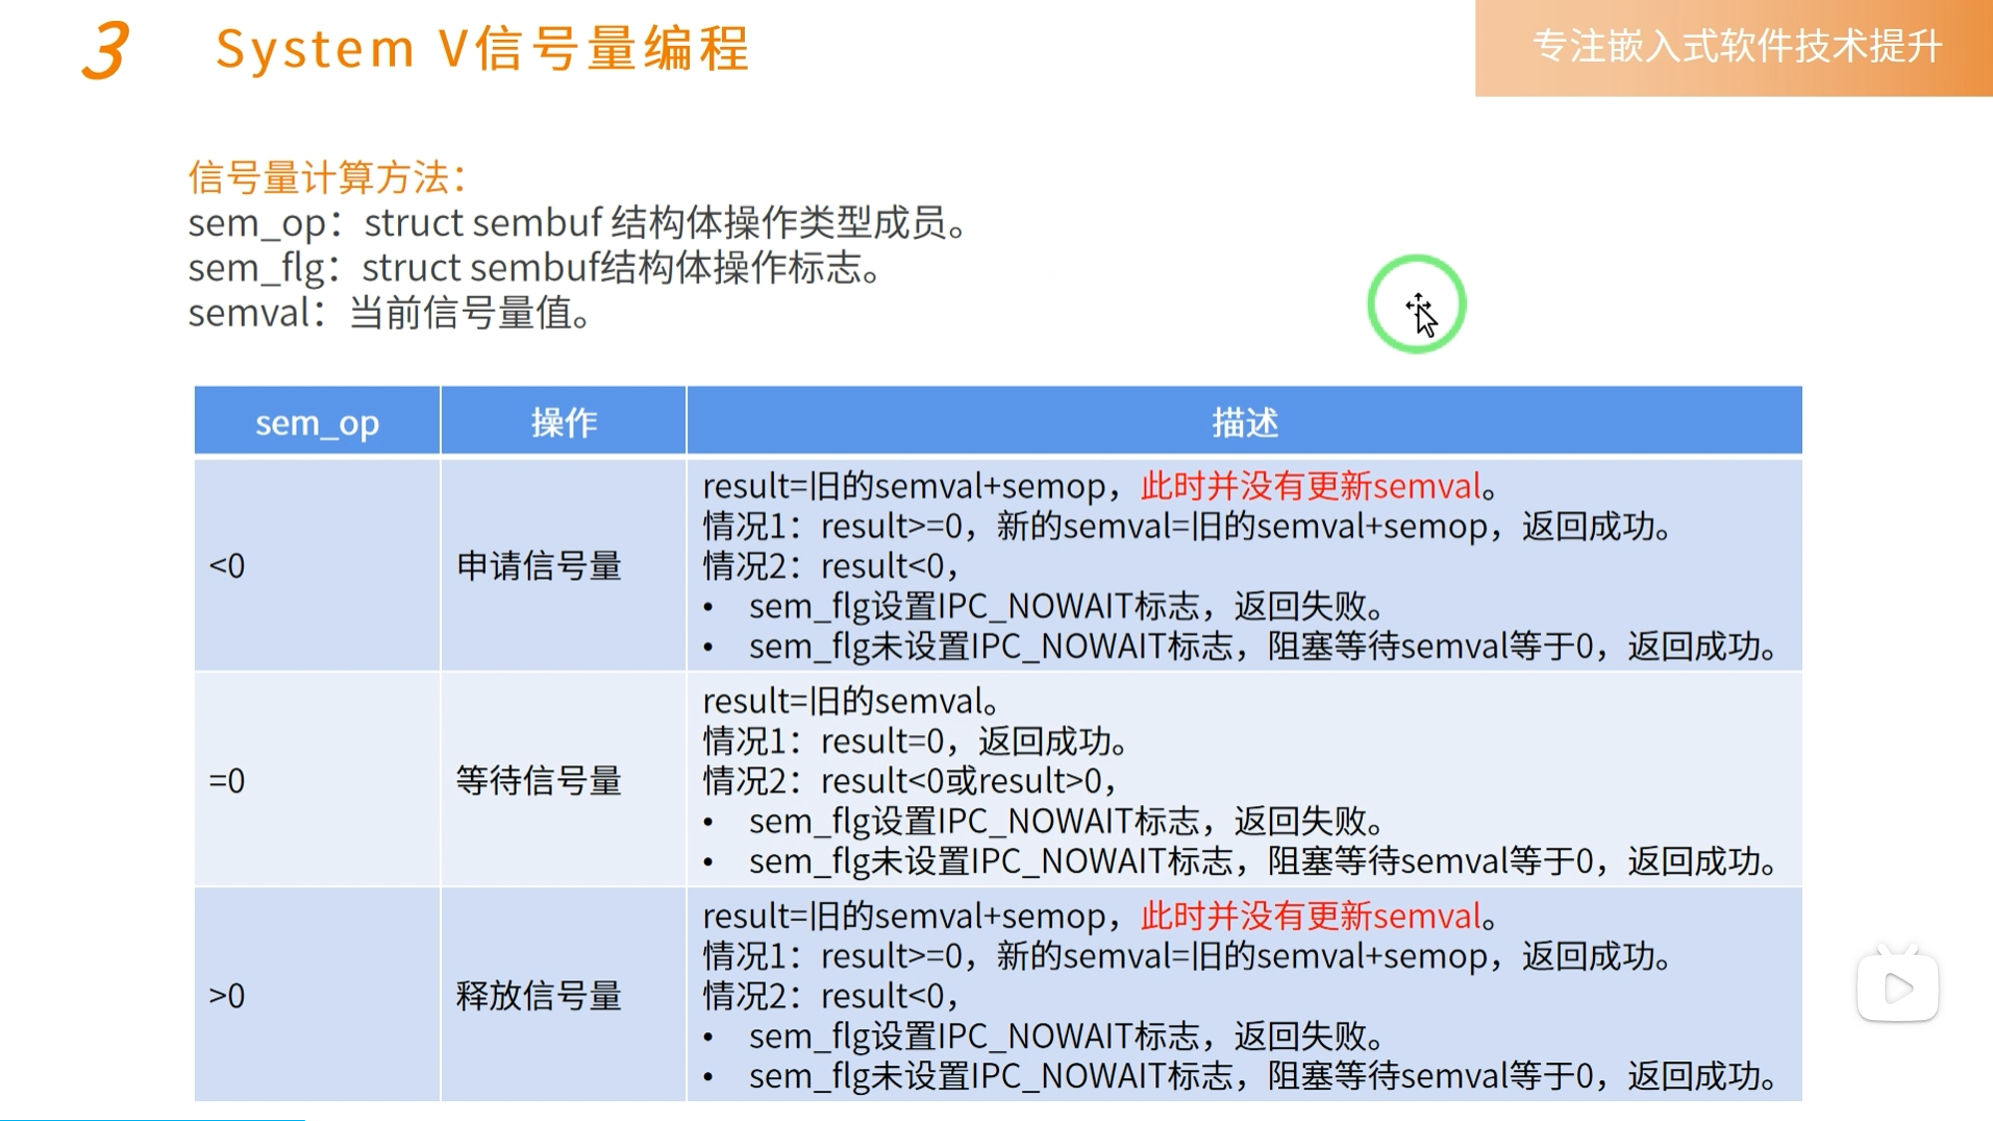 3 System V信号量编程
专注嵌入式软件技术提升
信号量计算方法：
sem_op：struct sembuf 结构体操作类型成员。
sem_flg：struct sembuf结构体操作标志。
semval：当前信号量值。
sem_op 操作 描述
<0 申请信号量
result=旧的semval+semop，此时并没有更新semval。
情况1：result>=0，新的semval=旧的semval+semop，返回成功。
情况2：result<0，
• sem_flg设置IPC_NOWAIT标志，返回失败。
• sem_flg未设置IPC_NOWAIT标志，阻塞等待semval等于0，返回成功。
=0 等待信号量
result=旧的semval。
情况1：result=0，返回成功。
情况2：result<0或result>0，
• sem_flg设置IPC_NOWAIT标志，返回失败。
• sem_flg未设置IPC_NOWAIT标志，阻塞等待semval等于0，返回成功。
>0 释放信号量
result=旧的semval+semop，此时并没有更新semval。
情况1：result>=0，新的semval=旧的semval+semop，返回成功。
情况2：result<0，
• sem_flg设置IPC_NOWAIT标志，返回失败。
• sem_flg未设置IPC_NOWAIT标志，阻塞等待semval等于0，返回成功。